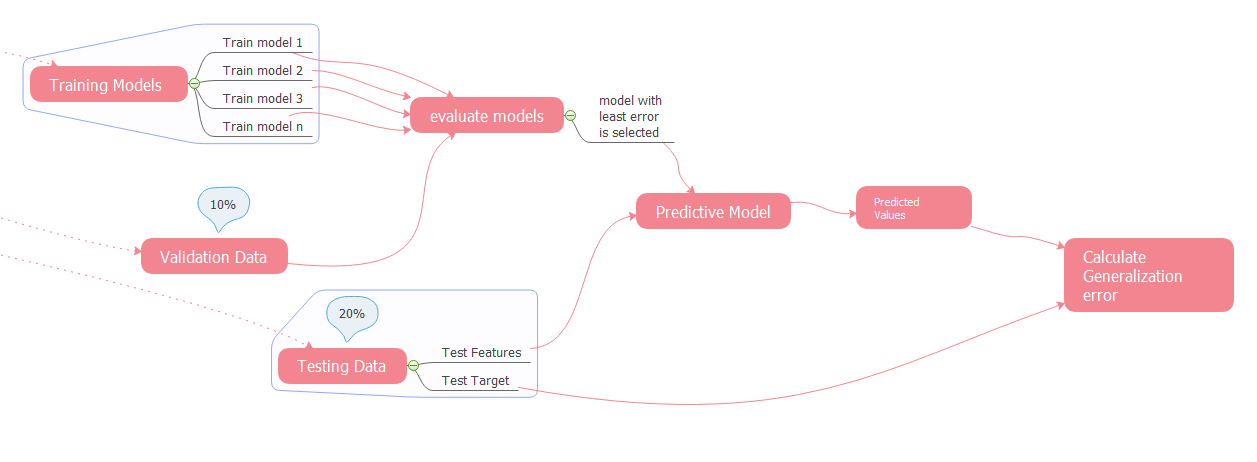 Train model 1
Train model 2
Training Models
Train model 3
Train model n
evaluate models
model with
least error
is selected
10%
Validation Data
Predictive Model
Predicted
Values
Calculate
Generalization
error
20%
Testing Data
Test Features
Test Target